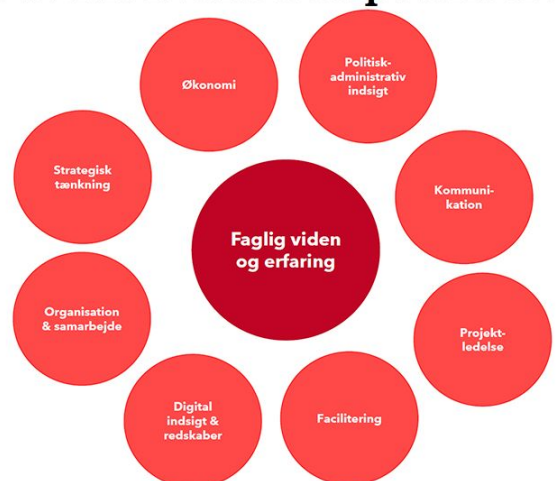 Økonomi
Politisk-
administrativ
indsigt
Strategisk
tænkning
Kommuni-
kation
Faglig viden
og erfaring
Organisation
& samarbejde
Projekt-
ledelse
Digital
indsigt &
redskaber
Facilitering